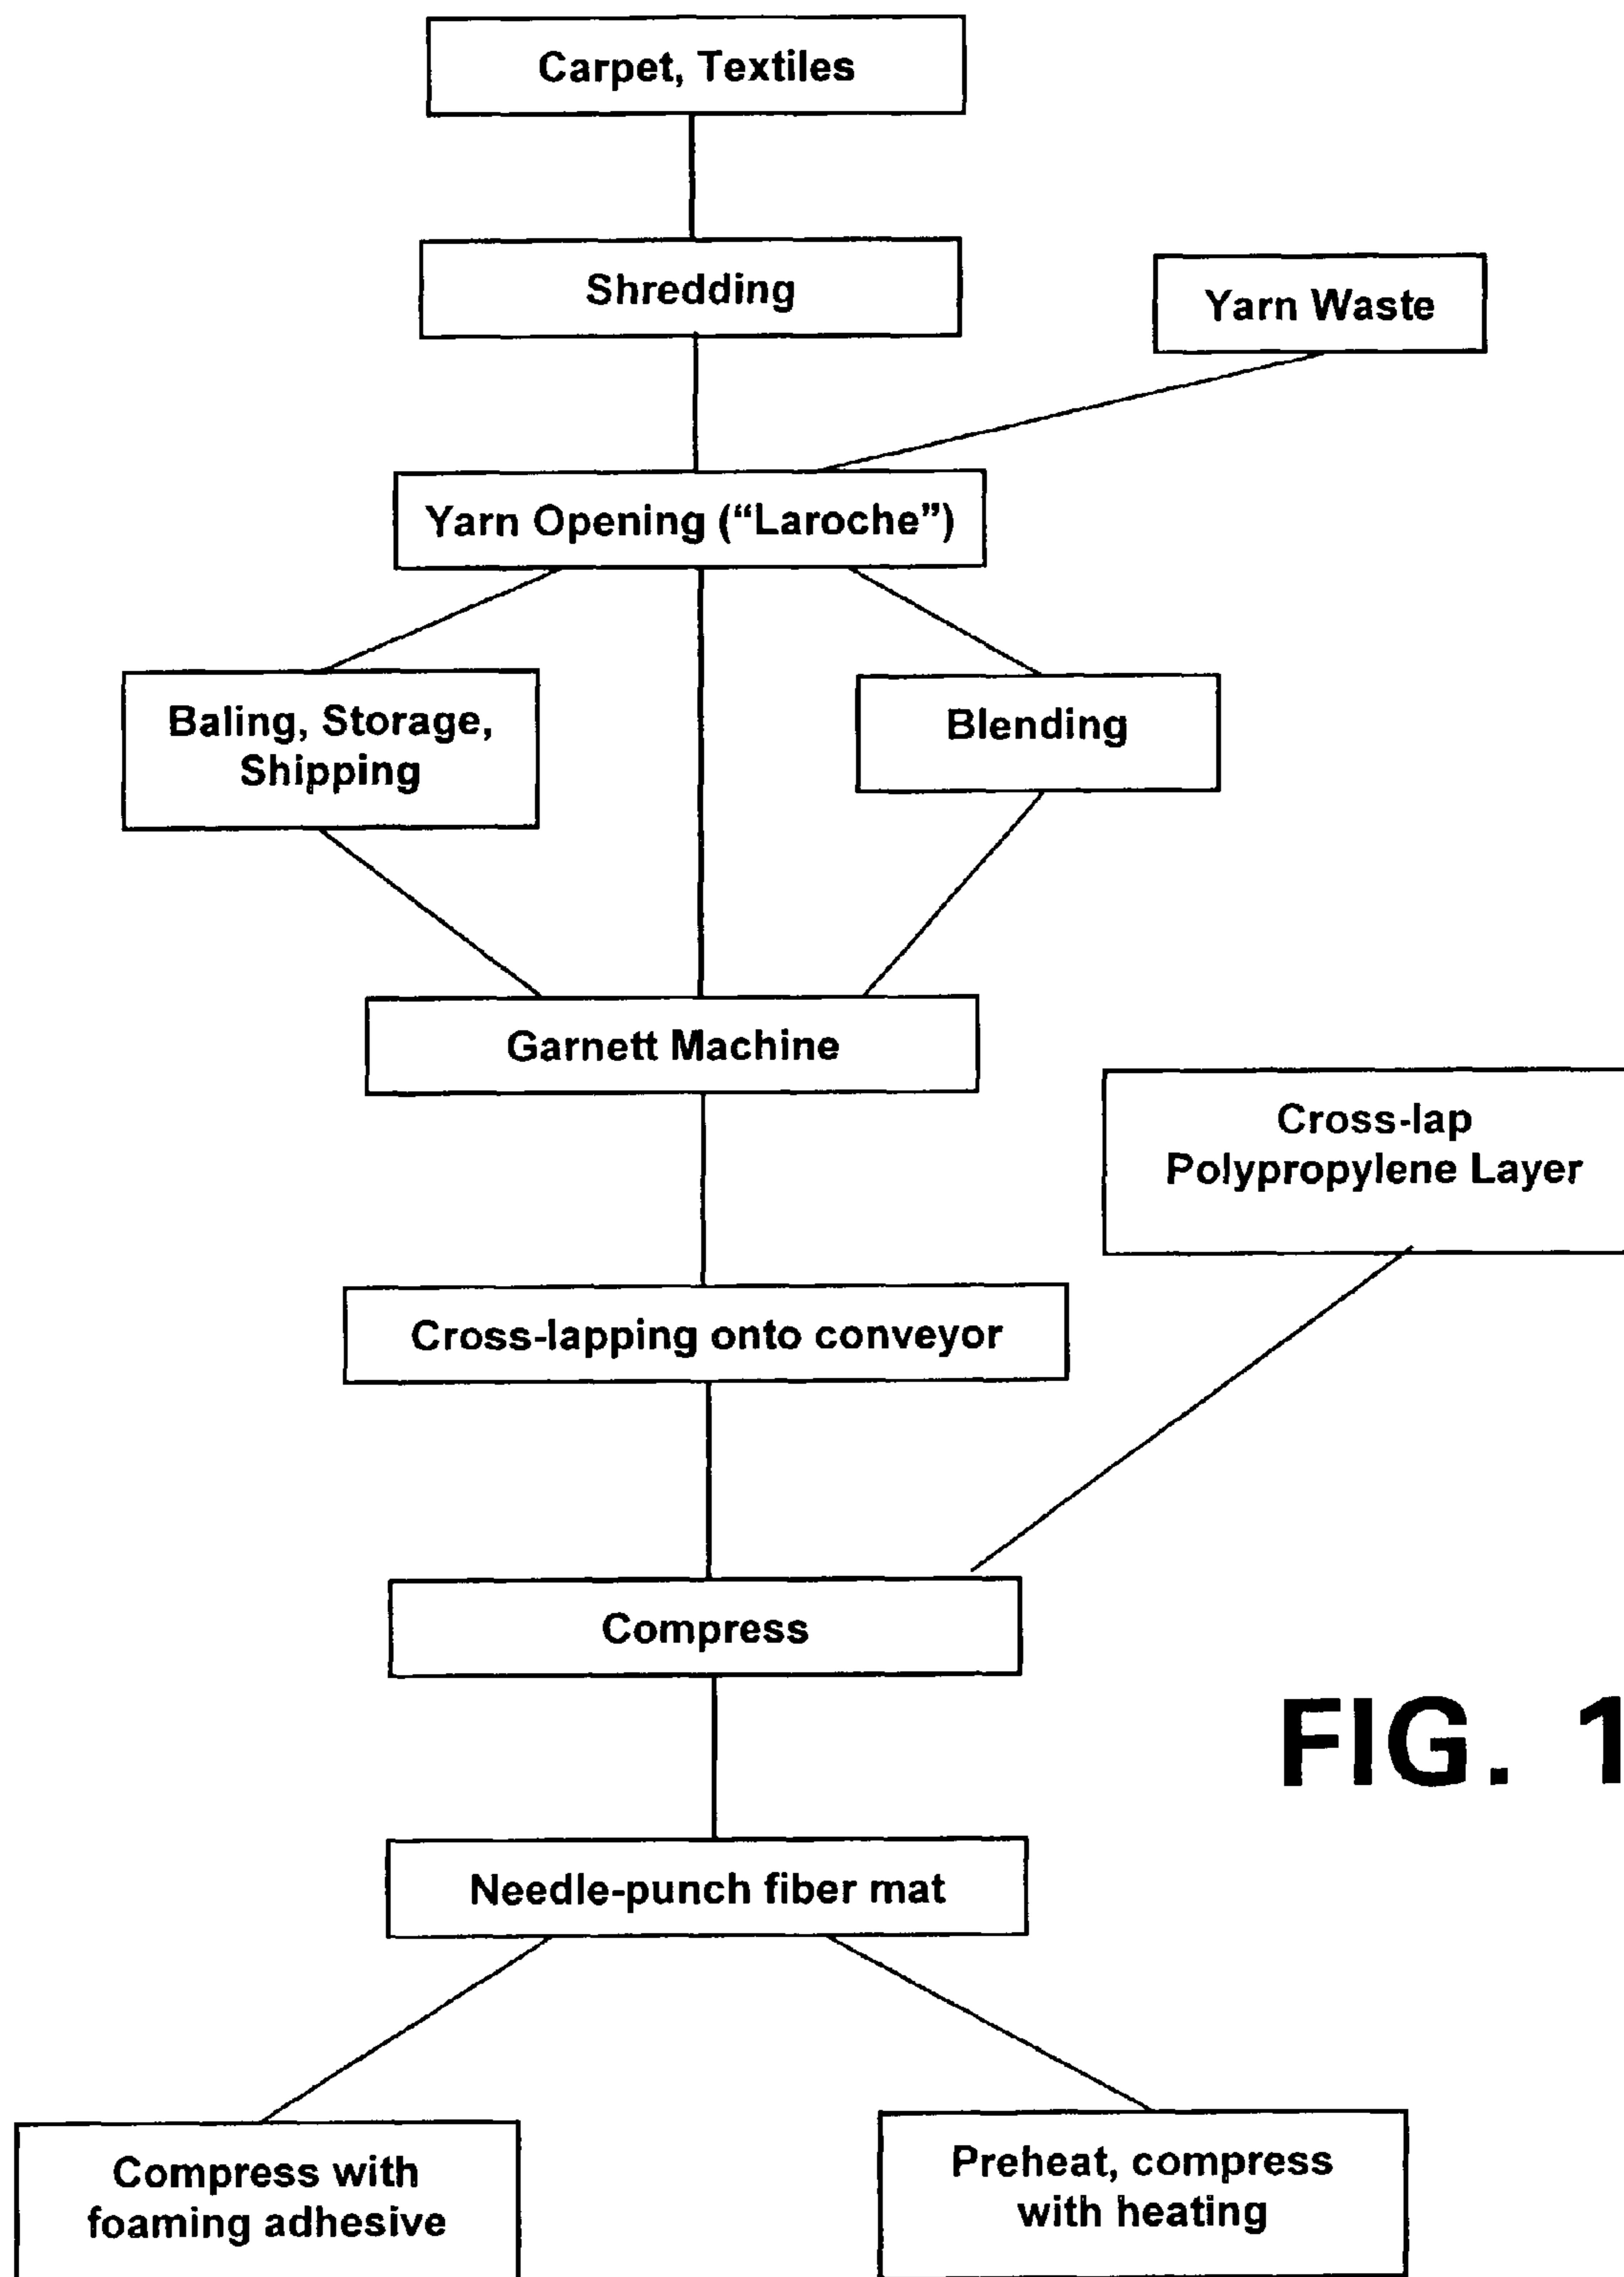 Carpet, Textiles
Shredding
Yarn Waste
Yarn Opening (“Laroche”)
Baling, Storage,
Shipping
Blending
Garnett Machine
Cross-lap
Polypropylene Layer
Cross-lapping onto conveyor
Compress
FIG. 1
Needle-punch fiber mat
Compress with
foaming adhesive
Preheat, compress
with heating